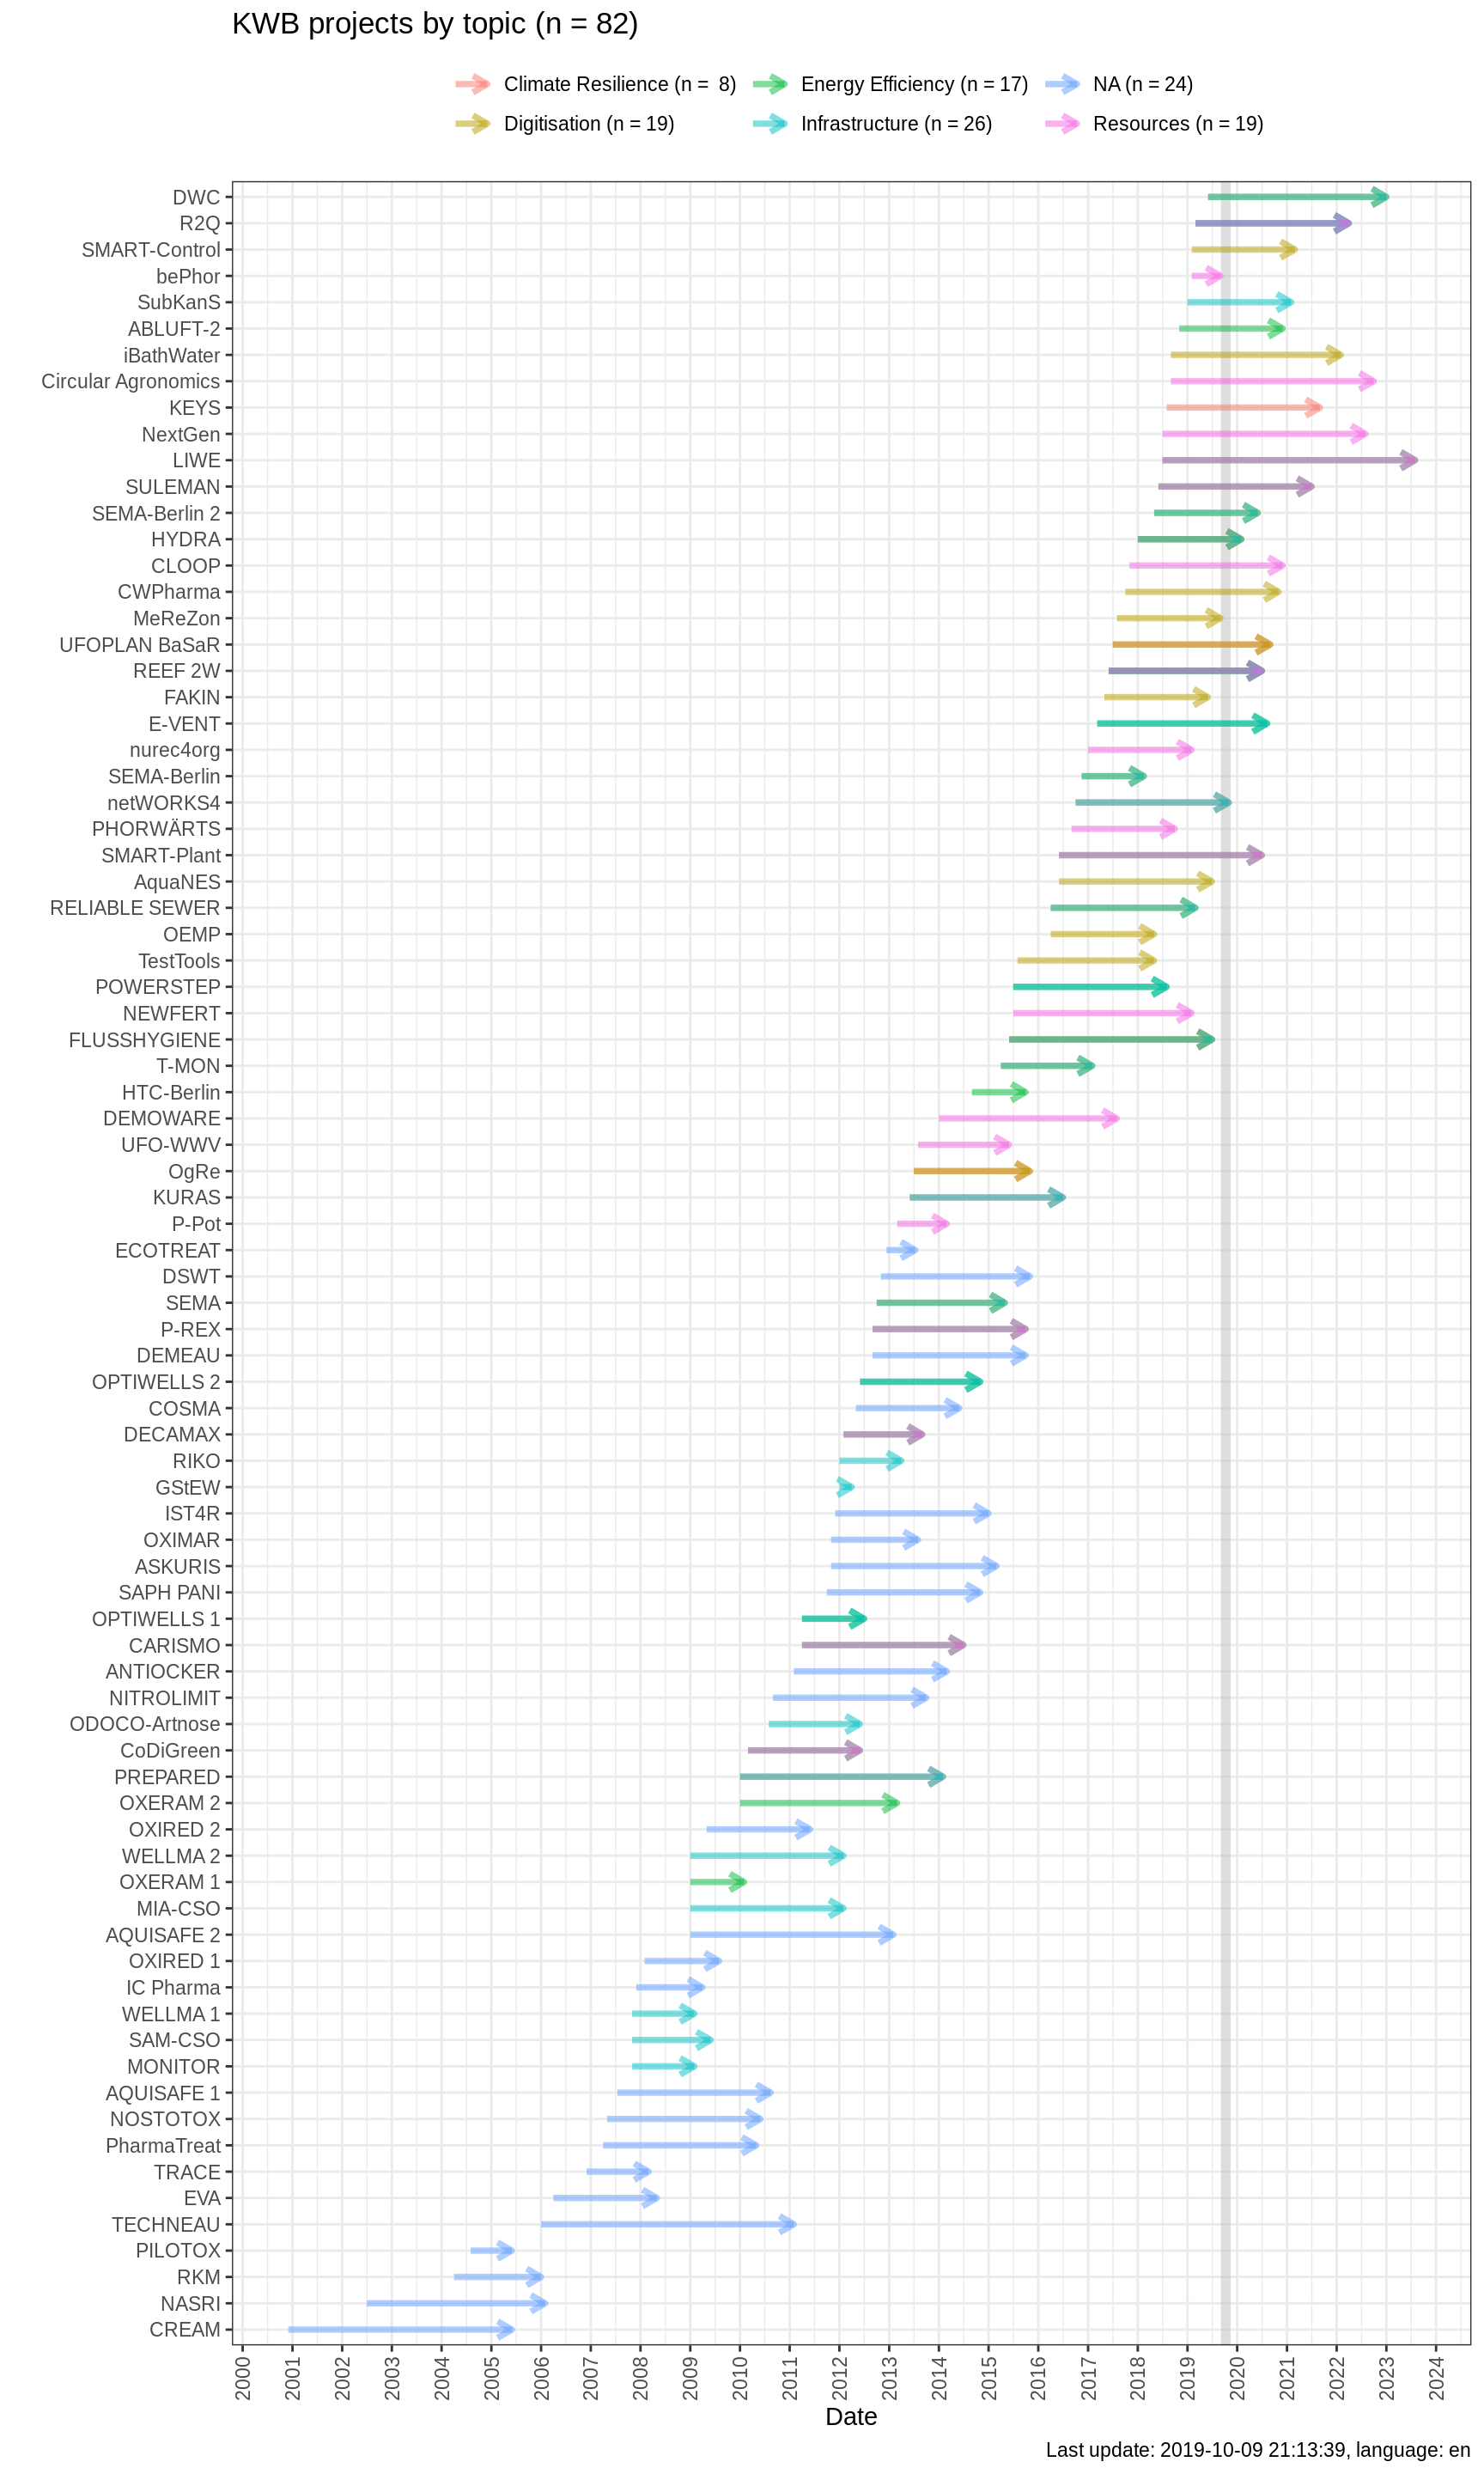 KWB projects by topic (n = 82)
Climate Resilience (n =  8) Energy Efficiency (n = 17) NA (n = 24)
Digitisation (n = 19) Infrastructure (n = 26) Resources (n = 19)
DWC
R2Q
SMART-Control
bePhor
SubKanS
ABLUFT-2
iBathWater
Circular Agronomics
KEYS
NextGen
LIWE
SULEMAN
SEMA-Berlin 2
HYDRA
CLOOP
CWPharma
MeReZon
UFOPLAN BaSaR
REEF 2W
FAKIN
E-VENT
nurec4org
SEMA-Berlin
netWORKS4
PHORWÄRTS
SMART-Plant
AquaNES
RELIABLE SEWER
OEMP
TestTools
POWERSTEP
NEWFERT
FLUSSHYGIENE
T-MON
HTC-Berlin
DEMOWARE
UFO-WWV
OgRe
KURAS
P-Pot
ECOTREAT
DSWT
SEMA
P-REX
DEMEAU
OPTIWELLS 2
COSMA
DECAMAX
RIKO
GStEW
IST4R
OXIMAR
ASKURIS
SAPH PANI
OPTIWELLS 1
CARISMO
ANTIOCKER
NITROLIMIT
ODOCO-Artnose
CoDiGreen
PREPARED
OXERAM 2
OXIRED 2
WELLMA 2
OXERAM 1
MIA-CSO
AQUISAFE 2
OXIRED 1
IC Pharma
WELLMA 1
SAM-CSO
MONITOR
AQUISAFE 1
NOSTOTOX
PharmaTreat
TRACE
EVA
TECHNEAU
PILOTOX
RKM
NASRI
CREAM
2000 2001 2002 2003 2004 2005 2006 2007 2008 2009 2010 2011 2012 2013 2014 2015 2016 2017 2018 2019 2020 2021 2022 2023 2024
Date
Last update: 2019-10-09 21:13:39, language: en